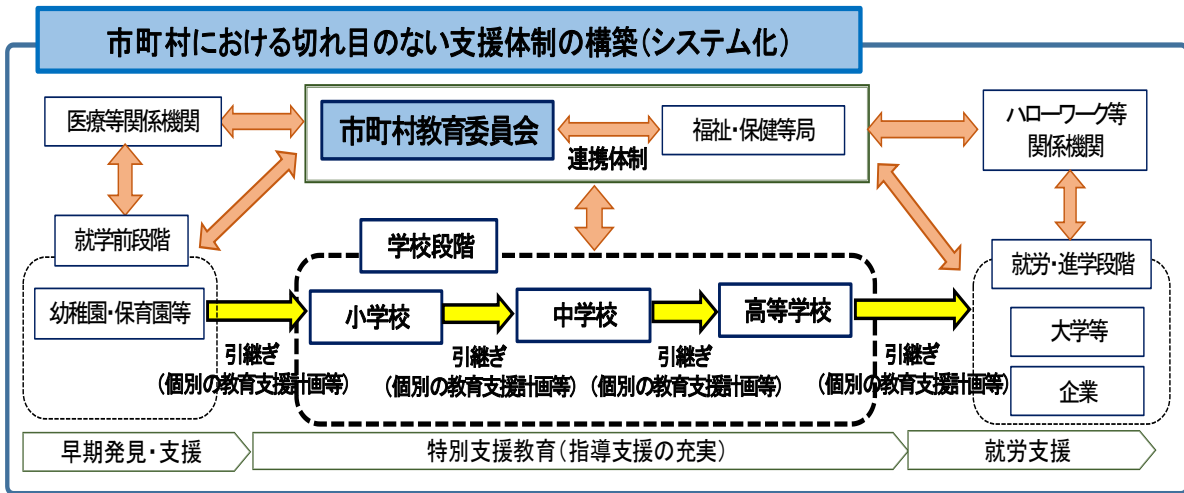 市町村における切れ目のない支援体制の構築(システム化)
医療等関係機関
市町村教育委員会
連携体制
福祉・保健等局
ハローワーク等
関係機関
就学前段階
学校段階
就労・進学段階
幼稚園・保育園等
小学校
中学校
高等学校
大学等
企業
引継ぎ
(個別の教育支援計画等)
引継ぎ
(個別の教育支援計画等)
引継ぎ
(個別の教育支援計画等)
引継ぎ
(個別の教育支援計画等)
早期発見・支援
特別支援教育(指導支援の充実)
就労支援